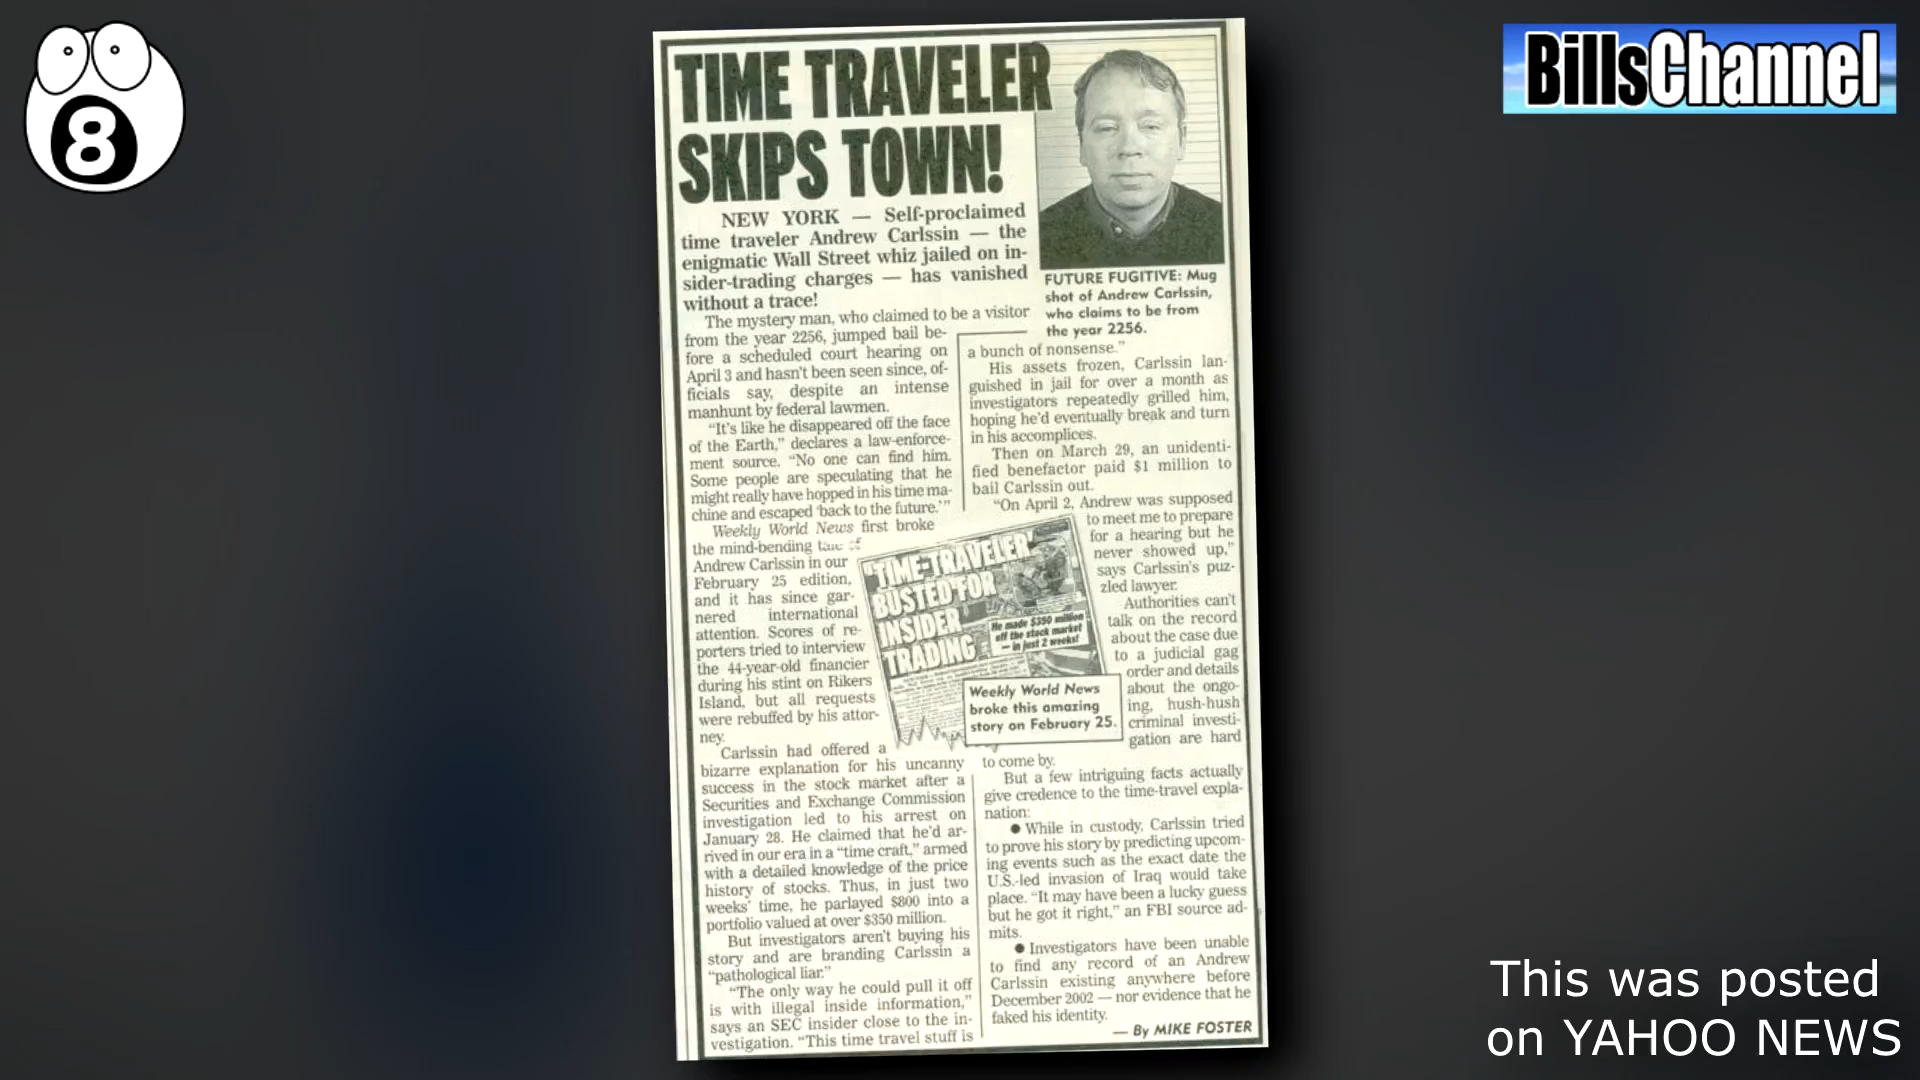 8
BillsChannel
TIME TRAVELER
SKIPS TOWN!
NEW YORK — Self-proclaimed
time traveler Andrew Carlssin — the
enigmatic Wall Street whiz jailed on in-
sider-trading charges — has vanished
without a trace!
The mystery man, who claimed to be a visitor
from the year 2256, jumped bail be-
fore a scheduled court hearing on
April 3 and hasn't been seen since, of-
ficials say, despite an intense
manhunt by federal lawmen.
"It's like he disappeared off the face
of the Earth," declares a law-enforce-
ment source. "No one can find him.
Some people are speculating that he
might really have hopped in his time ma-
chine and escaped 'back to the future.'"
Weekly World News first broke
the mind-bending tale of
Andrew Carlssin in our
February 25 edition,
and it has since gar-
nered international
attention. Scores of re-
porters tried to interview
the 44-year-old financier
during his stint on Rikers
Island, but all requests
were rebuffed by his attor-
ney.
Carlssin had offered a
bizarre explanation for his uncanny
success in the stock market after a
Securities and Exchange Commission
investigation led to his arrest on
January 28. He claimed that he'd ar-
rived in our era in a "time craft," armed
with a detailed knowledge of the price
history of stocks. Thus, in just two
weeks' time, he parlayed $800 into a
portfolio valued at over $350 million.
But investigators aren't buying his
story and are branding Carlssin a
"pathological liar."
"The only way he could pull it off
is with illegal inside information,"
says an SEC insider close to the in-
vestigation. "This time travel stuff is
FUTURE FUGITIVE: Mug
shot of Andrew Carlssin,
who claims to be from
the year 2256.
a bunch of nonsense."
His assets frozen, Carlssin lan-
guished in jail for over a month as
investigators repeatedly grilled him,
hoping he'd eventually break and turn
in his accomplices.
Then on March 29, an unidenti-
fied benefactor paid $1 million to
bail Carlssin out.
"On April 2, Andrew was supposed
to meet me to prepare
for a hearing but he
never showed up,"
says Carlssin's puz-
zled lawyer.
Authorities can't
talk on the record
about the case due
to a judicial gag
order and details
about the ongo-
ing, hush-hush
criminal investi-
gation are hard
to come by.
But a few intriguing facts actually
give credence to the time-travel expla-
nation:
● While in custody, Carlssin tried
to prove his story by predicting upcom-
ing events such as the exact date the
U.S.-led invasion of Iraq would take
place. "It may have been a lucky guess
but he got it right," an FBI source ad-
mits.
● Investigators have been unable
to find any record of an Andrew
Carlssin existing anywhere before
December 2002 — nor evidence that he
faked his identity.
— By MIKE FOSTER
'TIME-TRAVELER'
BUSTED FOR
INSIDER
TRADING
He made $350 million
off the stock market
— in just 2 weeks!
Weekly World News
broke this amazing
story on February 25.
This was posted
on YAHOO NEWS